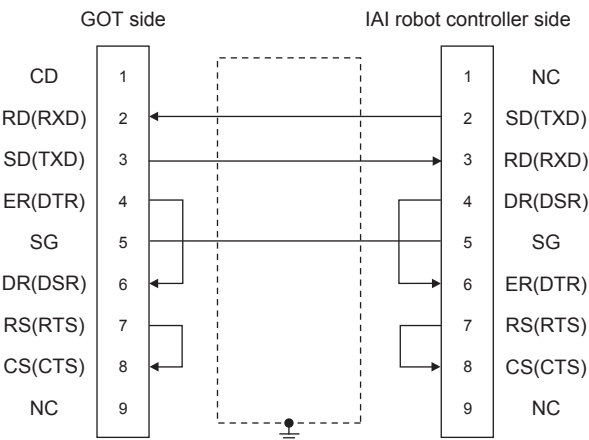 GOT side IAI robot controller side
CD 1 1 NC
RD(RXD) 2 2 SD(TXD)
SD(TXD) 3 3 RD(RXD)
ER(DTR) 4 4 DR(DSR)
SG 5 5 SG
DR(DSR) 6 6 ER(DTR)
RS(RTS) 7 7 RS(RTS)
CS(CTS) 8 8 CS(CTS)
NC 9 9 NC